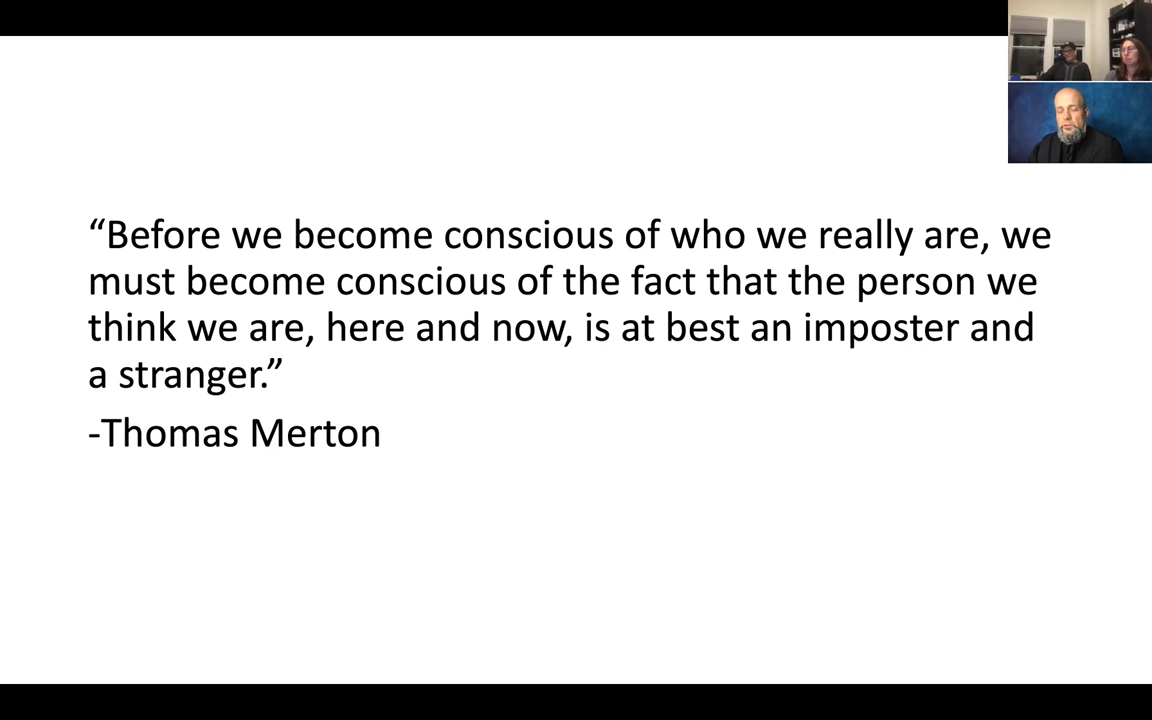 “Before we become conscious of who we really are, we
must become conscious of the fact that the person we
think we are, here and now, is at best an imposter and
a stranger.”
-Thomas Merton